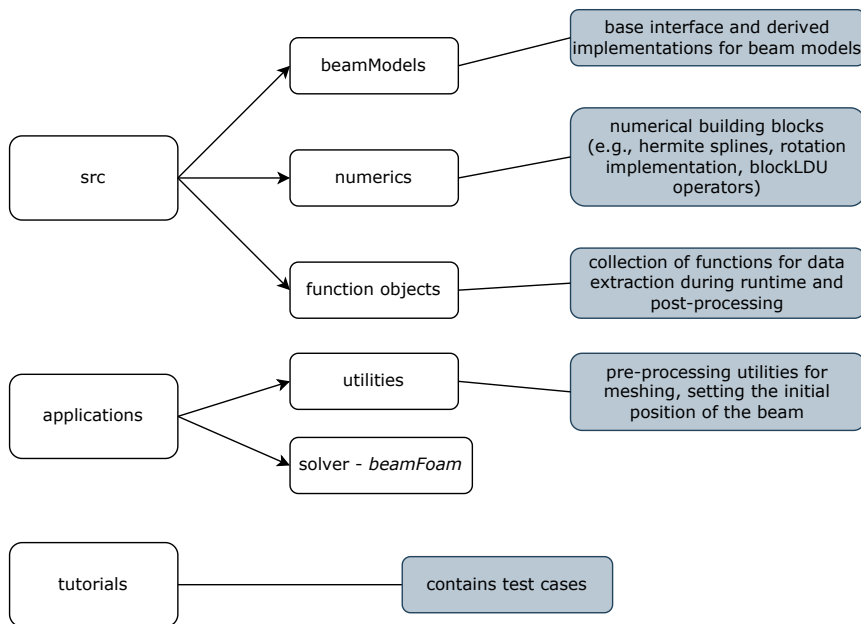 base interface and derived
implementations for beam models
beamModels
numerical building blocks
(e.g., hermite splines, rotation
implementation, blockLDU
operators)
src
numerics
collection of functions for data
extraction during runtime and
post-processing
function objects
pre-processing utilities for
meshing, setting the initial
position of the beam
utilities
applications
solver - beamFoam
tutorials
contains test cases